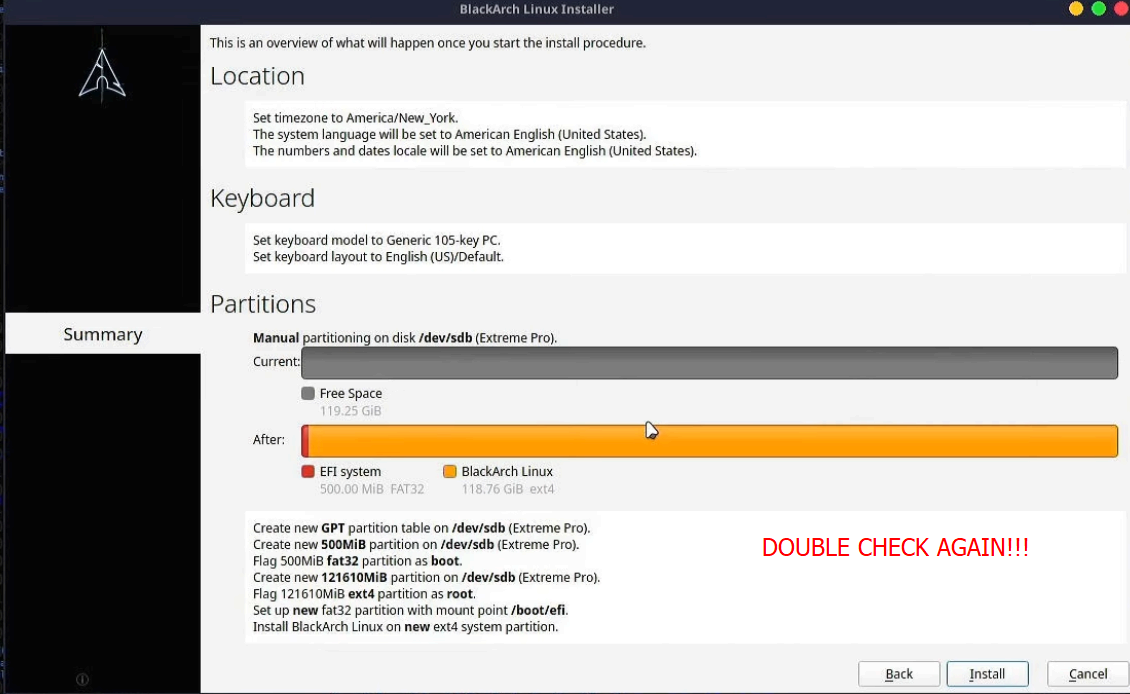 BlackArch Linux Installer
This is an overview of what will happen once you start the install procedure.
Location
Set timezone to America/New_York.
The system language will be set to American English (United States).
The numbers and dates locale will be set to American English (United States).
Keyboard
Set keyboard model to Generic 105-key PC.
Set keyboard layout to English (US)/Default.
Partitions
Summary
Manual partitioning on disk /dev/sdb (Extreme Pro).
Current:
Free Space
119.25 GiB
After:
EFI system
500.00 MiB FAT32
BlackArch Linux
118.76 GiB ext4
Create new GPT partition table on /dev/sdb (Extreme Pro).
Create new 500MiB partition on /dev/sdb (Extreme Pro).
Flag 500MiB fat32 partition as boot.
Create new 121610MiB partition on /dev/sdb (Extreme Pro).
Flag 121610MiB ext4 partition as root.
Set up new fat32 partition with mount point /boot/efi.
Install BlackArch Linux on new ext4 system partition.
DOUBLE CHECK AGAIN!!!
Back
Install
Cancel